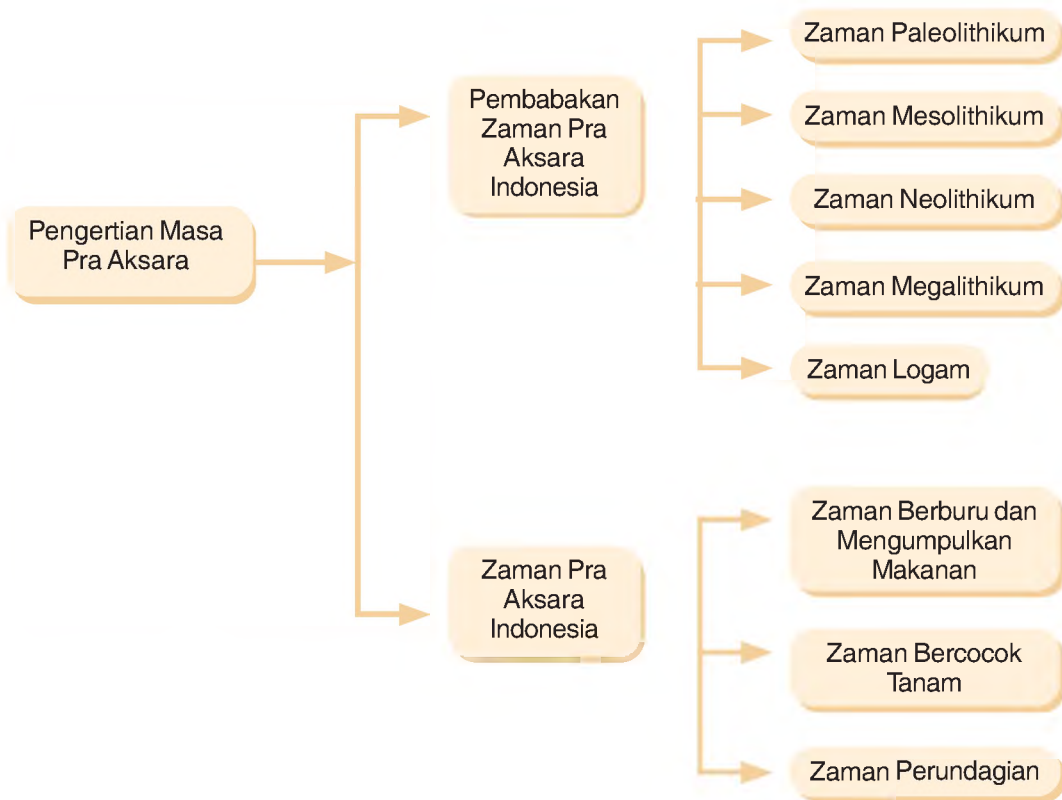 Pengertian Masa
Pra Aksara
Pembabakan
Zaman Pra
Aksara
Indonesia
Zaman Paleolithikum
Zaman Mesolithikum
Zaman Neolithikum
Zaman Megalithikum
Zaman Logam
Zaman Pra
Aksara
Indonesia
Zaman Berburu dan
Mengumpulkan
Makanan
Zaman Bercocok
Tanam
Zaman Perundagian